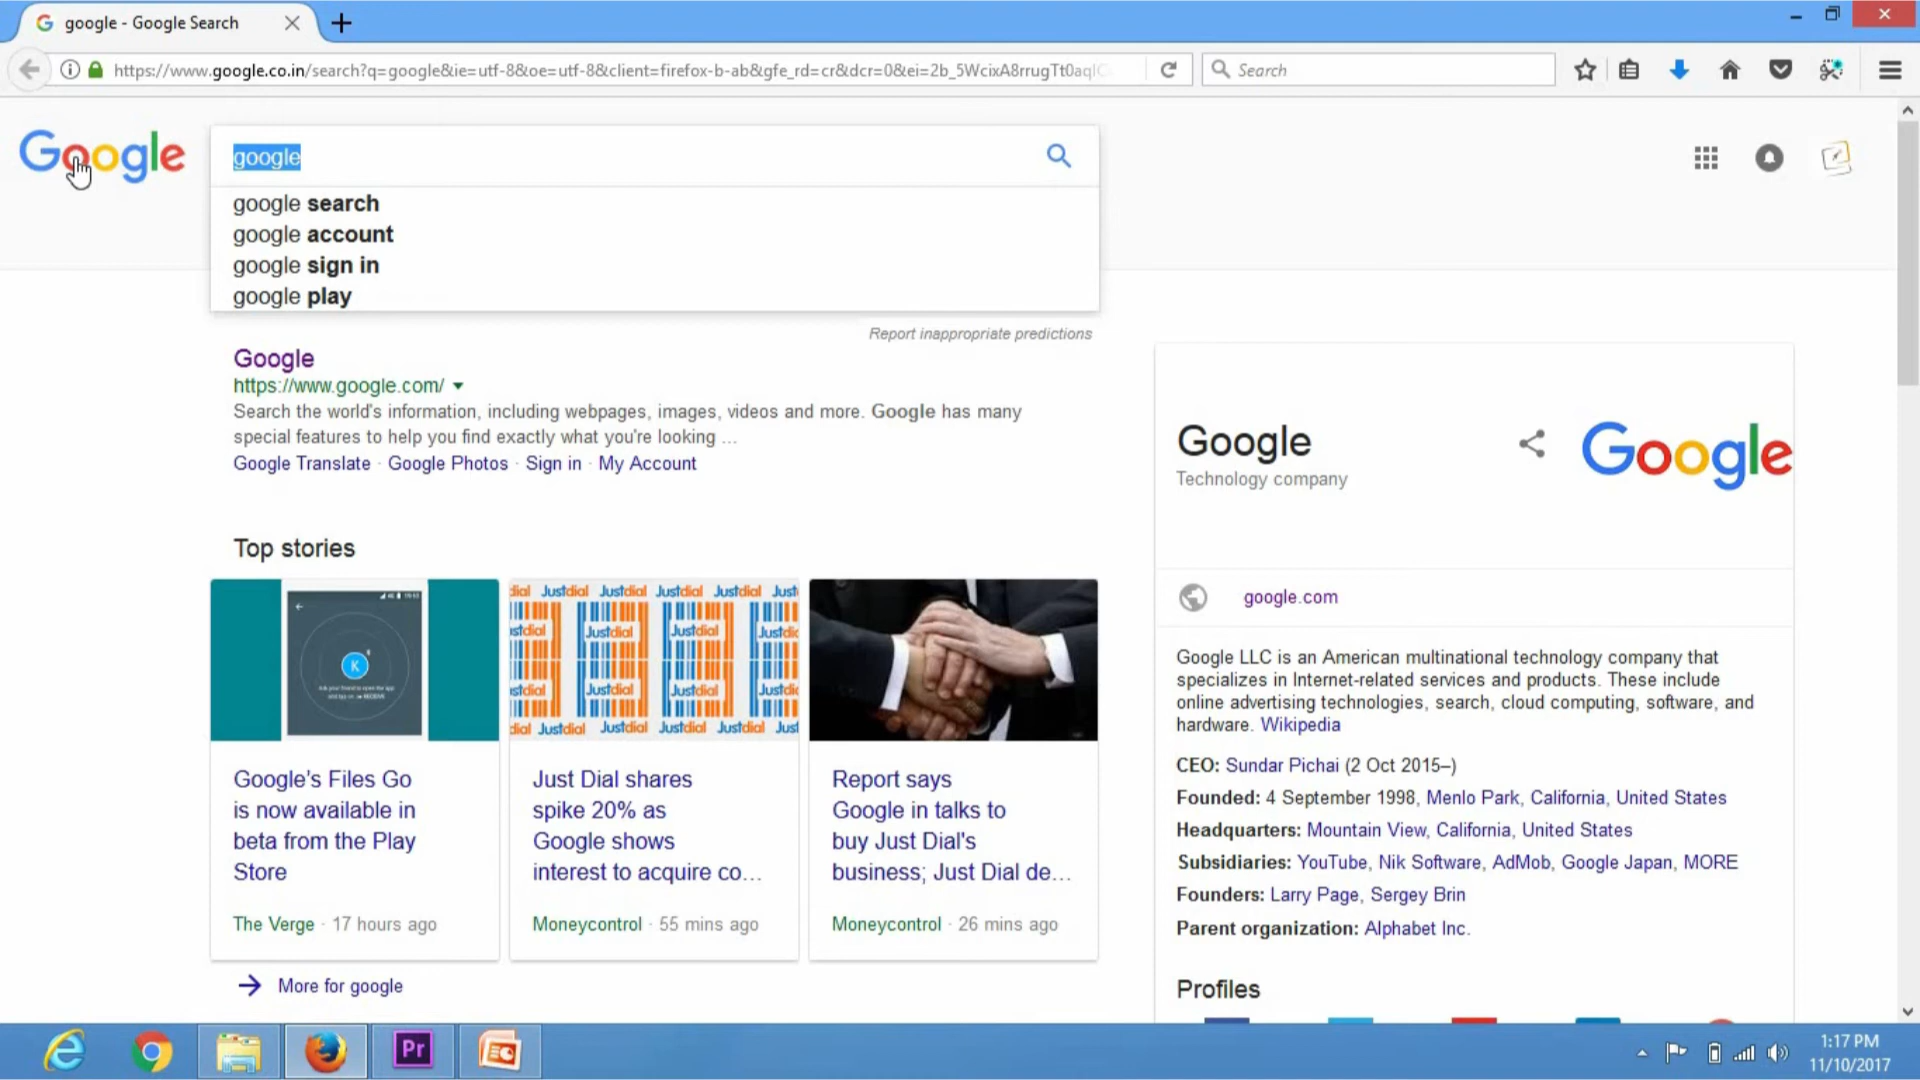 google - Google Search
https://www.google.co.in/search?q=google&ie=utf-8&oe=utf-8&client=firefox-b-ab&gfe_rd=cr&dcr=0&ei=2b_5WcixA8rrugTt0aqIC
Search
Google
google
google search
google account
google sign in
google play
Report inappropriate predictions
Google
https://www.google.com/
Search the world's information, including webpages, images, videos and more. Google has many
special features to help you find exactly what you're looking ...
Google Translate · Google Photos · Sign in · My Account
Top stories
K
Justdial
Google's Files Go
is now available in
beta from the Play
Store
The Verge · 17 hours ago
Just Dial shares
spike 20% as
Google shows
interest to acquire co...
Moneycontrol · 55 mins ago
Report says
Google in talks to
buy Just Dial's
business; Just Dial de...
Moneycontrol · 26 mins ago
More for google
Google
Technology company
Google
google.com
Google LLC is an American multinational technology company that
specializes in Internet-related services and products. These include
online advertising technologies, search, cloud computing, software, and
hardware. Wikipedia
CEO: Sundar Pichai (2 Oct 2015–)
Founded: 4 September 1998, Menlo Park, California, United States
Headquarters: Mountain View, California, United States
Subsidiaries: YouTube, Nik Software, AdMob, Google Japan, MORE
Founders: Larry Page, Sergey Brin
Parent organization: Alphabet Inc.
Profiles
Pr
1:17 PM
11/10/2017